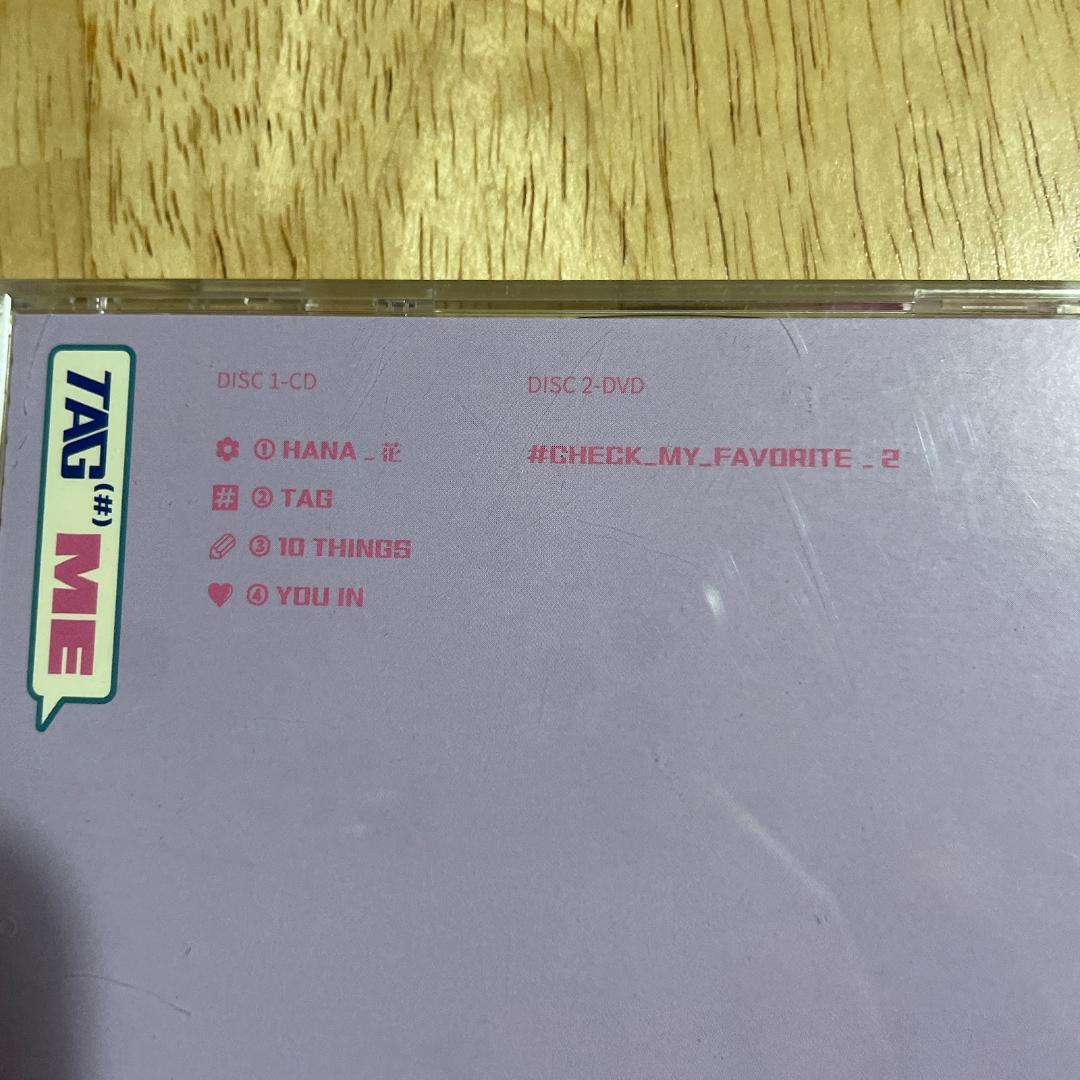 TAG(#) ME
DISC 1-CD
① HANA _ 花
# ② TAG
③ 10 THINGS
④ YOU IN
DISC 2-DVD
#CHECK_MY_FAVORITE _ 2